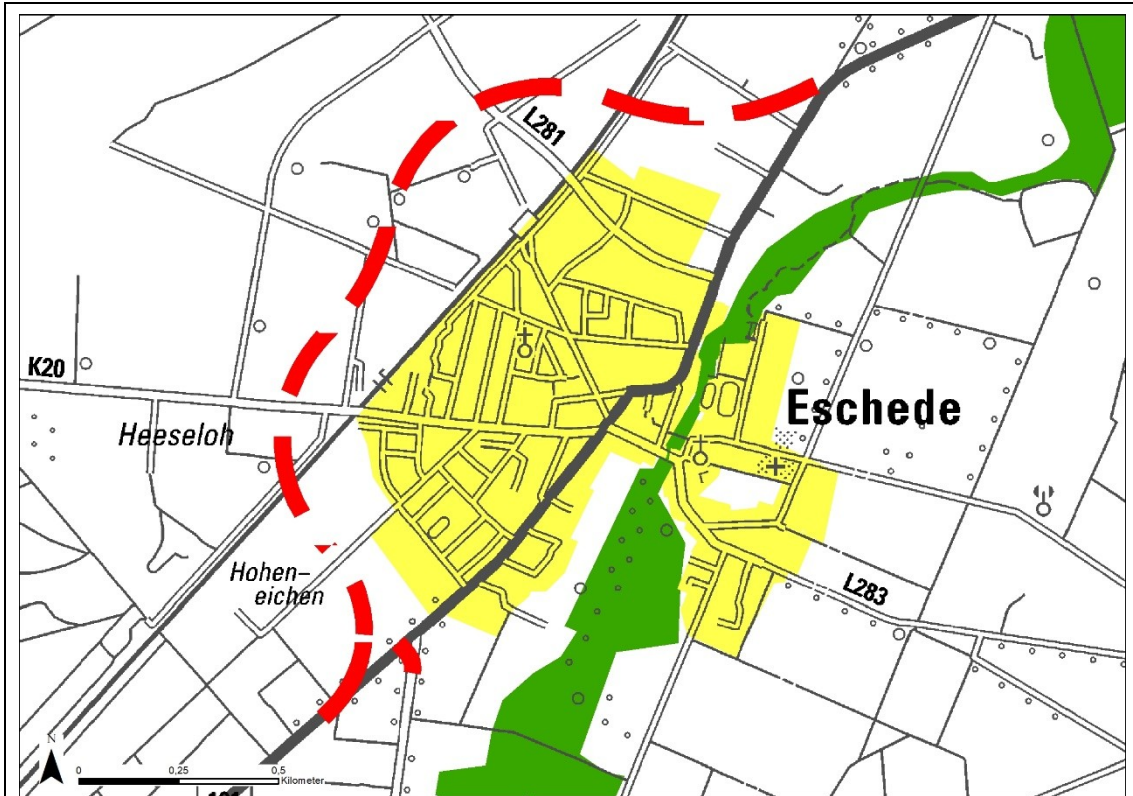 L281
K20
Heeseloh
Eschede
Hohen-
eichen
L283
N
0 0,25 0,5
Kilometer